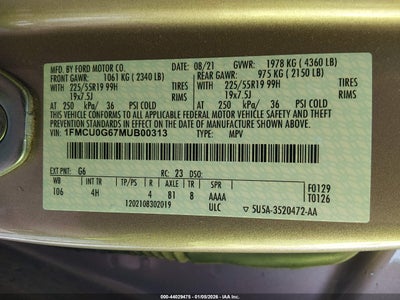 MFD. BY FORD MOTOR CO. 08/21 GVWR: 1978 KG ( 4360 LB)
FRONT GAWR: 1061 KG ( 2340 LB) REAR GAWR: 975 KG ( 2150 LB)
WITH 225/55R19 99H TIRES WITH 225/55R19 99H TIRES
19x7.5J RIMS 19x7.5J RIMS
AT 250 kPa/ 36 PSI COLD AT 250 kPa/ 36 PSI COLD
THIS VEHICLE CONFORMS TO ALL APPLICABLE FEDERAL MOTOR VEHICLE SAFETY AND THEFT PREVENTION STANDARDS IN EFFECT ON THE DATE OF MANUFACTURE SHOWN ABOVE.
VIN: 1FMCU0G67MUB00313 TYPE: MPV
EXT PNT: G6 RC: 23 DSO:
WB INT TR TP/PS R AXLE TR SPR
106 4H 4 81 8 AAAA F0129
ULC T0126
1202108302019 5U5A-3520472-AA
000 - 44029475 - 01/09/2026 - IAA Inc.